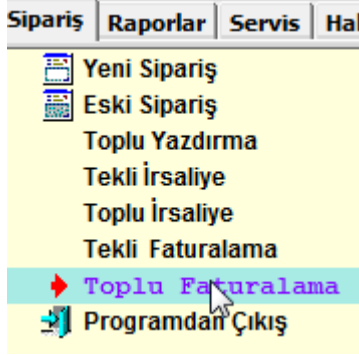 Sipariş Raporlar Servis
Yeni Sipariş
Eski Sipariş
Toplu Yazdırma
Tekli İrsaliye
Toplu İrsaliye
Tekli Faturalama
Toplu Faturalama
Programdan Çıkış